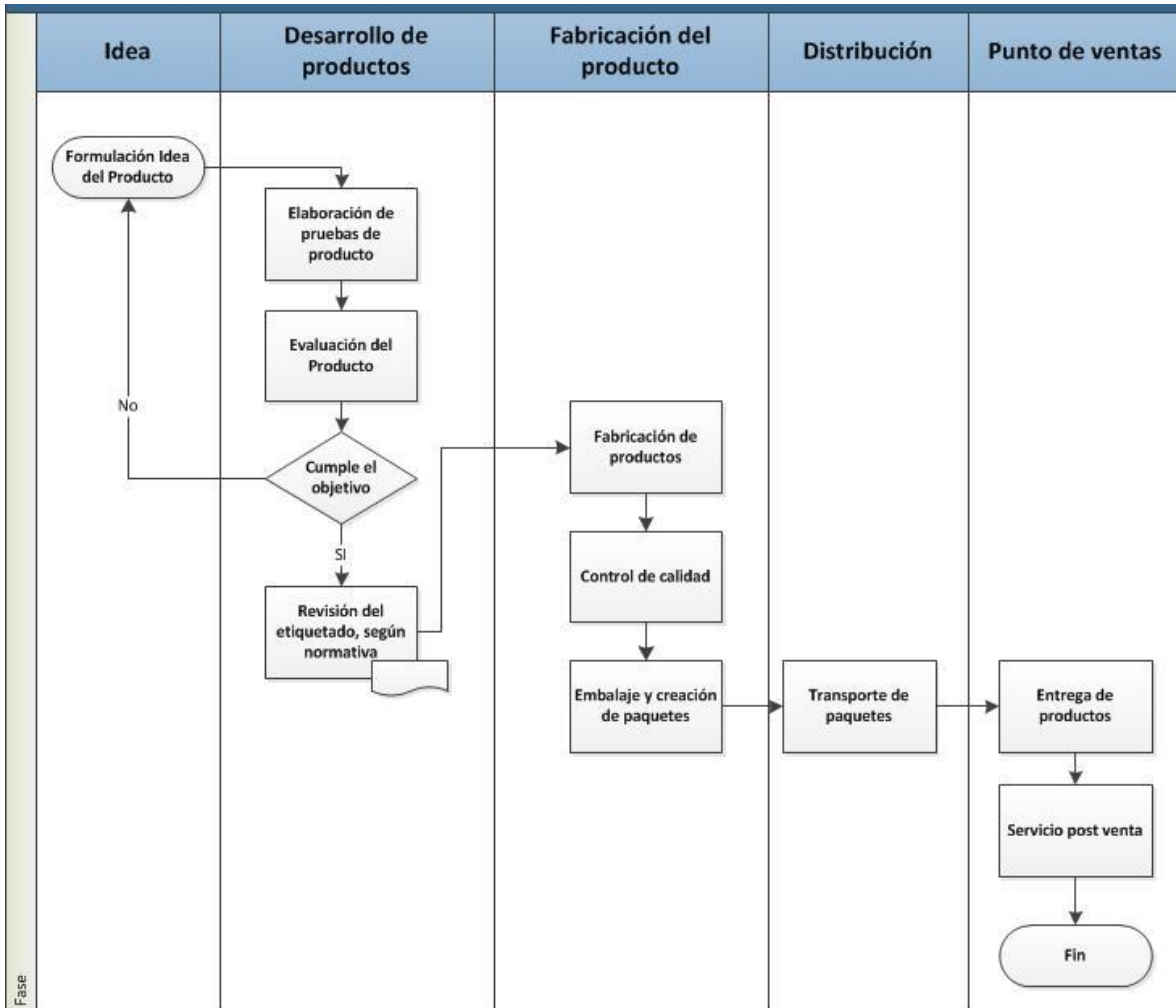 Idea
Desarrollo de
productos
Fabricación del
producto
Distribución
Punto de ventas
Formulación Idea
del Producto
Elaboración de
pruebas de
producto
Evaluación del
Producto
No
Cumple el
objetivo
SI
Revisión del
etiquetado, según
normativa
Fabricación de
productos
Control de calidad
Embalaje y creación
de paquetes
Transporte de
paquetes
Entrega de
productos
Servicio post venta
Fin
Fase